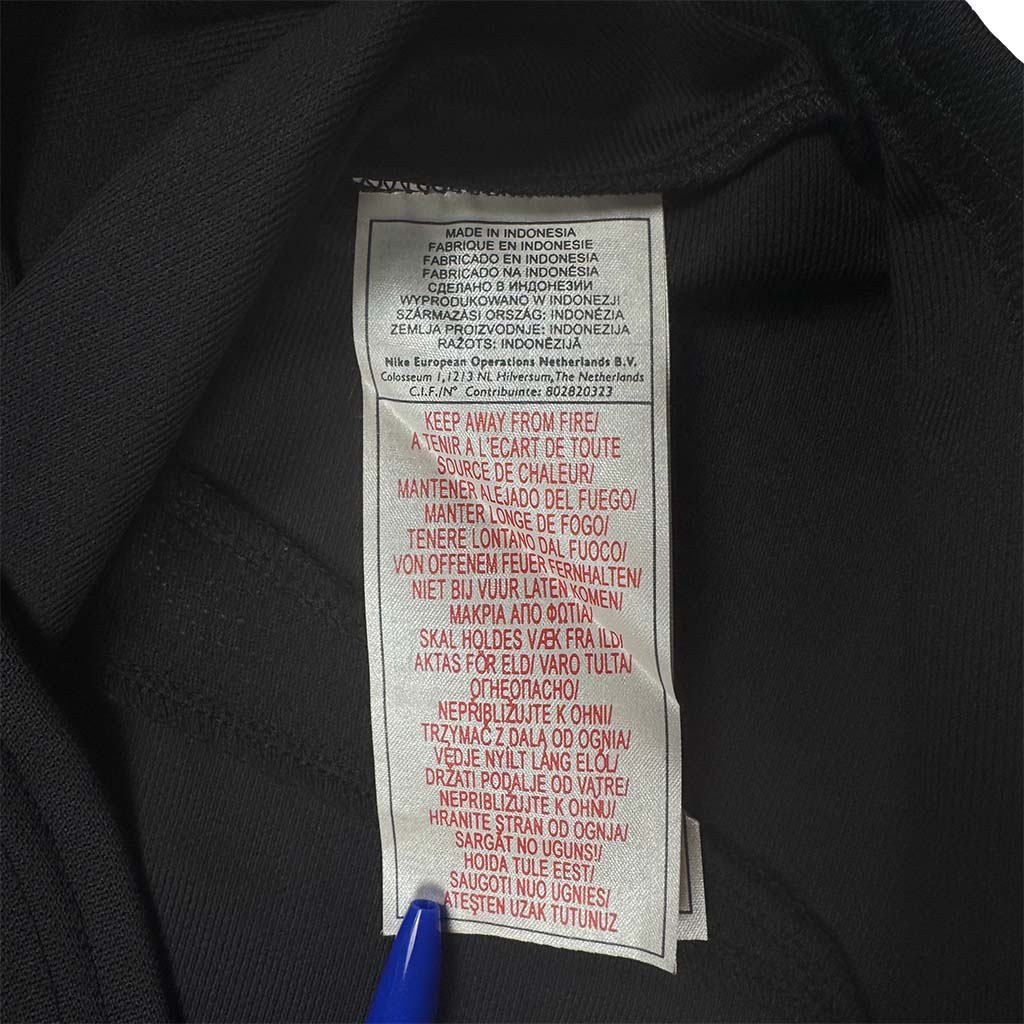 MADE IN INDONESIA
FABRIQUE EN INDONESIE
FABRICADO EN INDONESIA
FABRICADO NA INDONÉSIA
СДЕЛАНО В ИНДОНЕЗИИ
WYPRODUKOWANO W INDONEZJI
SZÁRMAZÁSI ORSZÁG: INDONÉZIA
ZEMLJA PROIZVODNJE: INDONEZIJA
RAŽOTS: INDONĒZIJĀ
Nike European Operations Netherlands B.V.
Colosseum 1,1213 NL Hilversum,The Netherlands
C.I.F./N° Contribuinte: 802820323
KEEP AWAY FROM FIRE/
A TENIR A L'ECART DE TOUTE
SOURCE DE CHALEUR/
MANTENER ALEJADO DEL FUEGO/
MANTER LONGE DE FOGO/
TENERE LONTANO DAL FUOCO/
VON OFFENEM FEUER FERNHALTEN/
NIET BIJ VUUR LATEN KOMEN/
ΜΑΚΡΙΑ ΑΠΟ ΦΩΤΙΑ/
SKAL HOLDES VÆK FRA ILD/
AKTAS FÖR ELD/ VARO TULTA/
ОГНЕОПАСНО/
NEPŘIBLIŽUJTE K OHNI/
TRZYMAĆ Z DALA OD OGNIA/
VÉDJE NYÍLT LÁNG ELŐL/
DRŽATI PODALJE OD VATRE/
NEPRIBLIŽUJTE K OHŇU/
HRANITE STRAN OD OGNJA/
SARGĀT NO UGUNS!/
HOIDA TULE EEST/
SAUGOTI NUO UGNIES/
ATEŞTEN UZAK TUTUNUZ